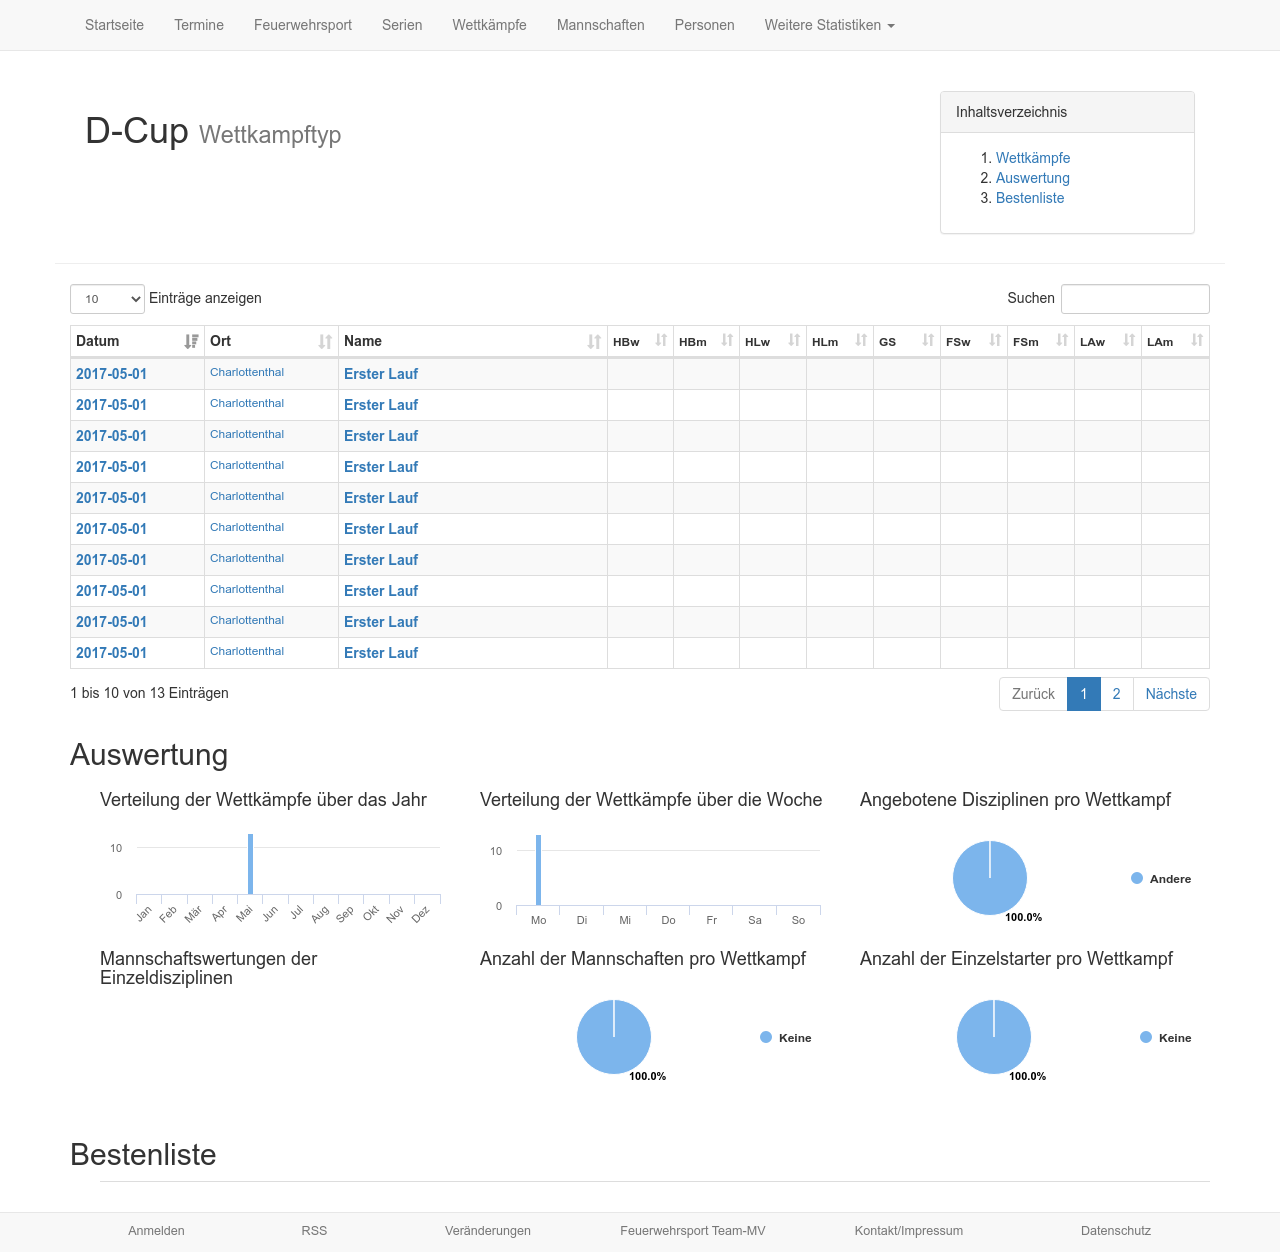 Startseite Termine Feuerwehrsport Serien Wettkämpfe Mannschaften Personen Weitere Statistiken
D-Cup Wettkampftyp
Inhaltsverzeichnis
1. Wettkämpfe
2. Auswertung
3. Bestenliste
10 Einträge anzeigen Suchen
Datum Ort Name HBw HBm HLw HLm GS FSw FSm LAw LAm
2017-05-01 Charlottenthal Erster Lauf
2017-05-01 Charlottenthal Erster Lauf
2017-05-01 Charlottenthal Erster Lauf
2017-05-01 Charlottenthal Erster Lauf
2017-05-01 Charlottenthal Erster Lauf
2017-05-01 Charlottenthal Erster Lauf
2017-05-01 Charlottenthal Erster Lauf
2017-05-01 Charlottenthal Erster Lauf
2017-05-01 Charlottenthal Erster Lauf
2017-05-01 Charlottenthal Erster Lauf
1 bis 10 von 13 Einträgen Zurück 1 2 Nächste
Auswertung
Verteilung der Wettkämpfe über das Jahr
10
0
Jan Feb Mär Apr Mai Jun Jul Aug Sep Okt Nov Dez
Verteilung der Wettkämpfe über die Woche
10
0
Mo Di Mi Do Fr Sa So
Angebotene Disziplinen pro Wettkampf
Andere
100.0%
Mannschaftswertungen der
Einzeldisziplinen
Anzahl der Mannschaften pro Wettkampf
Keine
100.0%
Anzahl der Einzelstarter pro Wettkampf
Keine
100.0%
Bestenliste
Anmelden RSS Veränderungen Feuerwehrsport Team-MV Kontakt/Impressum Datenschutz